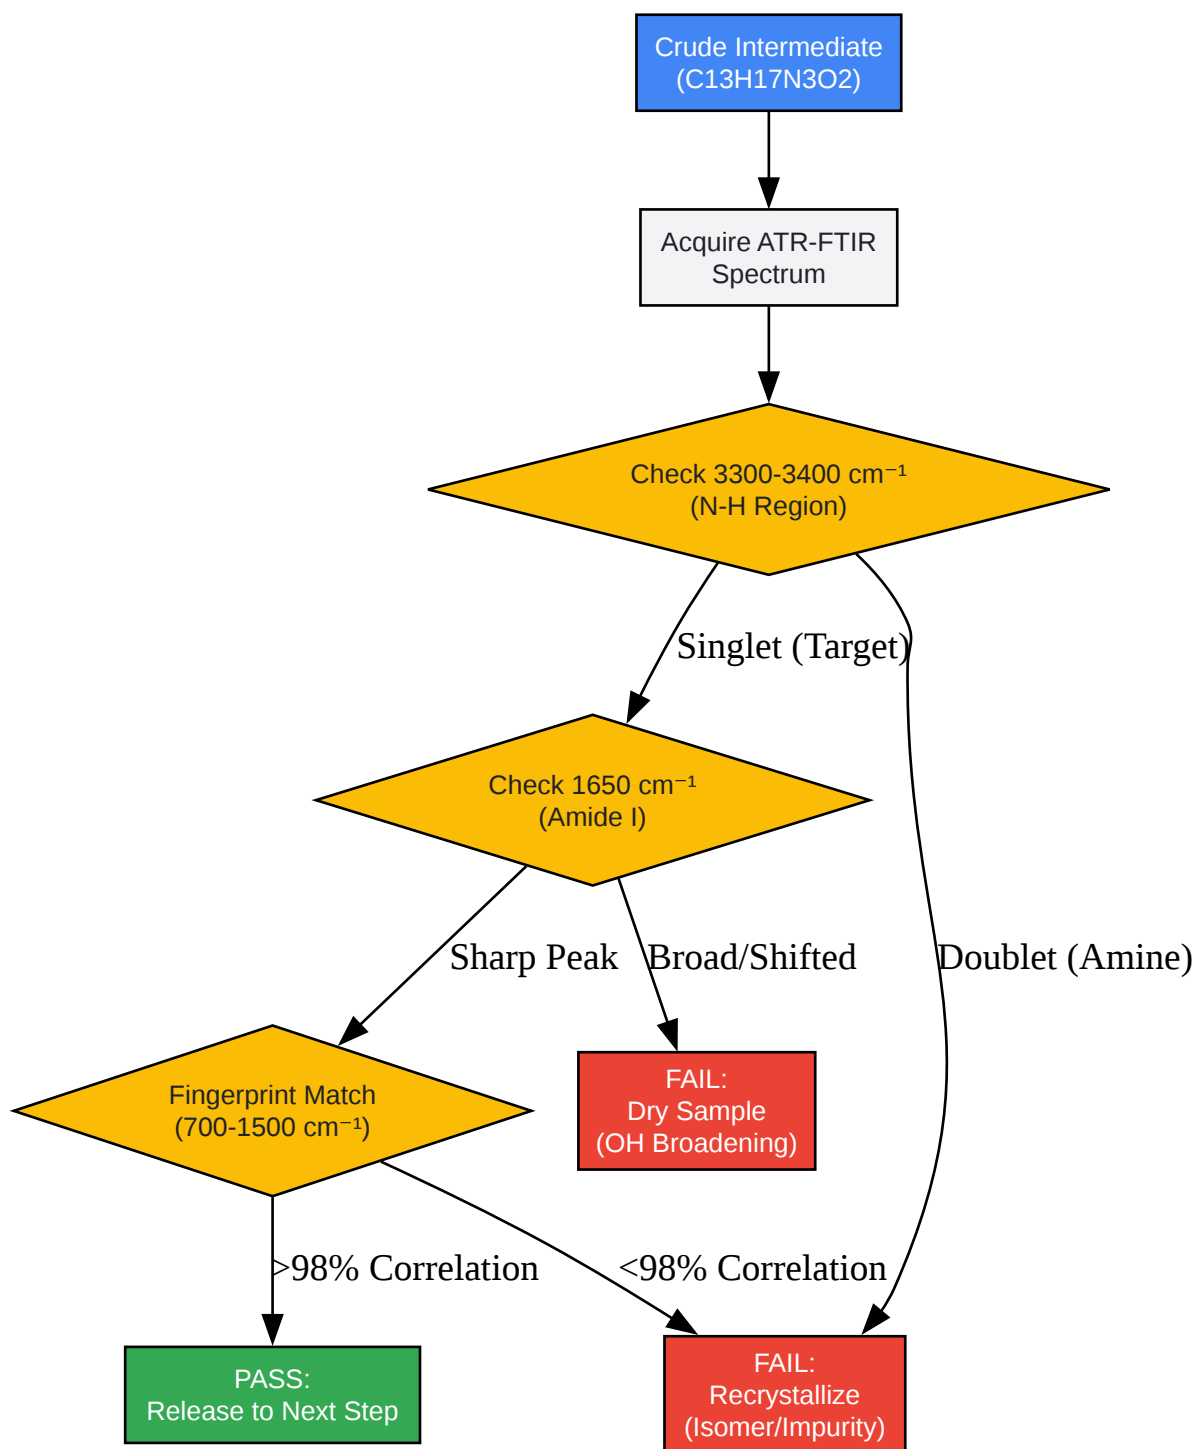 Crude Intermediate
(C13H17N3O2)
Acquire ATR-FTIR
Spectrum
Check 3300-3400 cm⁻¹
(N-H Region)
Singlet (Target)
Check 1650 cm⁻¹
(Amide I)
Sharp Peak
Broad/Shifted
Doublet (Amine)
Fingerprint Match
(700-1500 cm⁻¹)
FAIL:
Dry Sample
(OH Broadening)
>98% Correlation
<98% Correlation
PASS:
Release to Next Step
FAIL:
Recrystallize
(Isomer/Impurity)